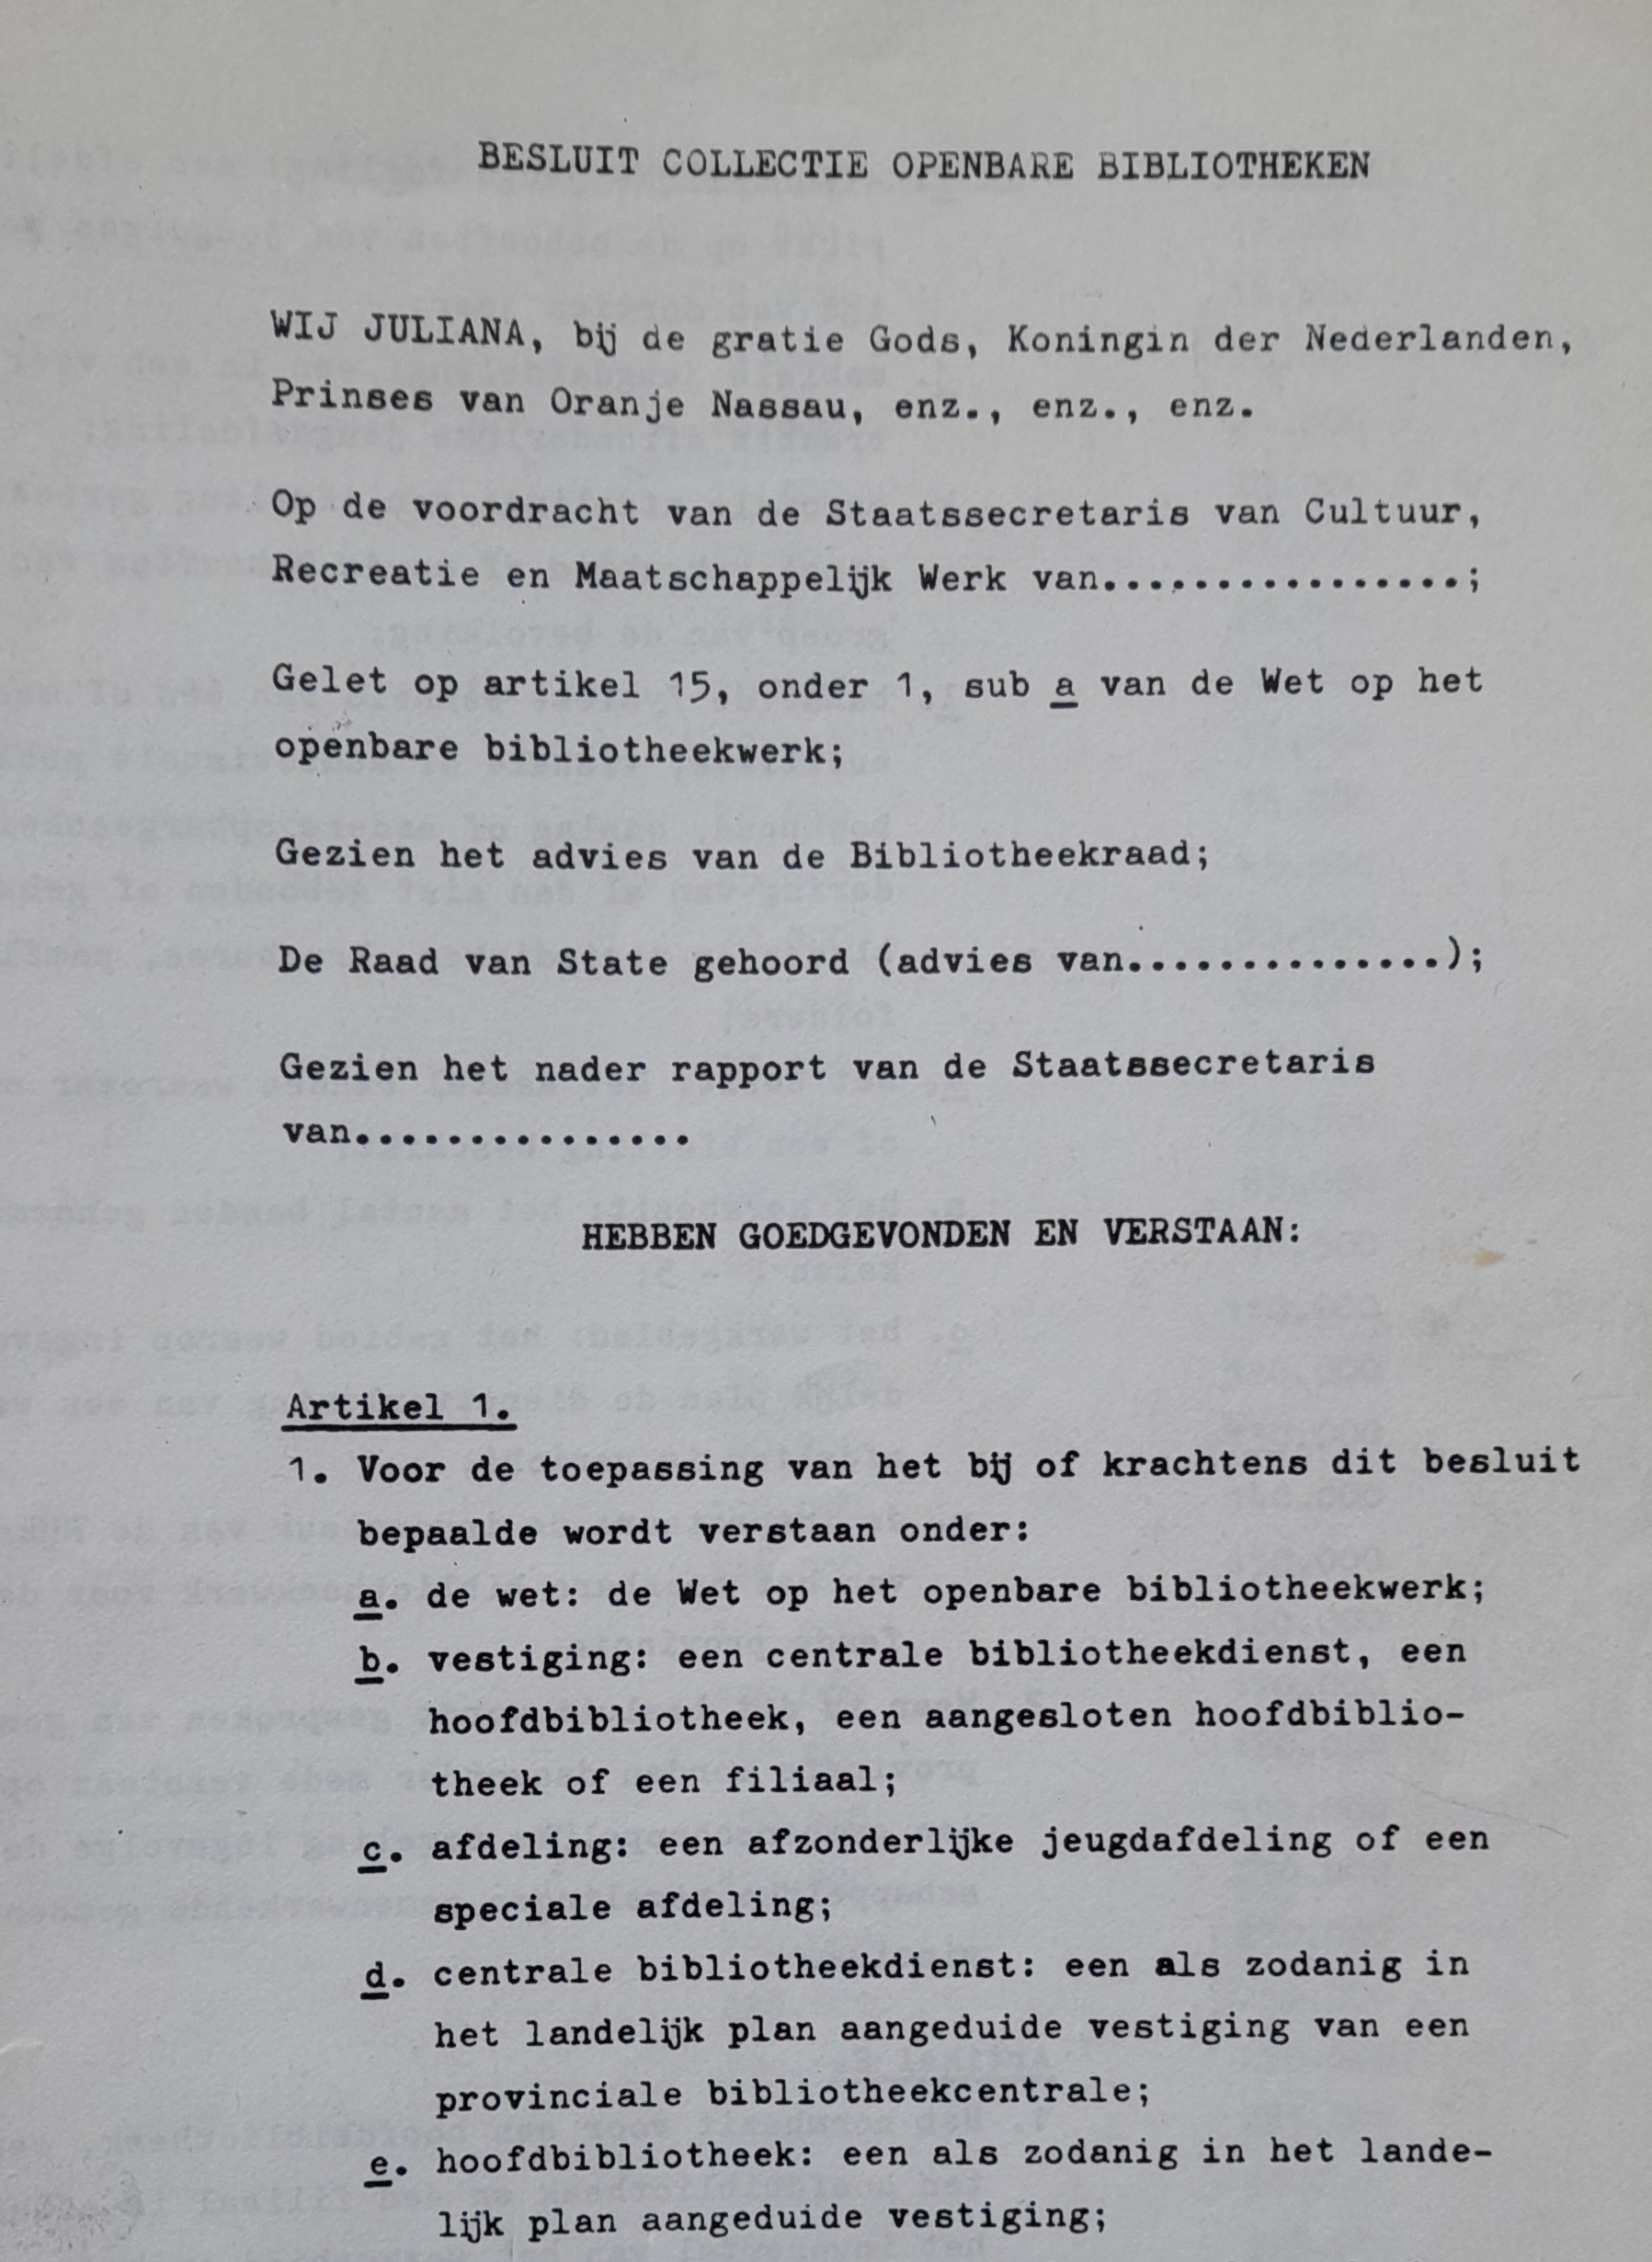 BESLUIT COLLECTIE OPENBARE BIBLIOTHEKEN
WIJ JULIANA, bij de gratie Gods, Koningin der Nederlanden,
Prinses van Oranje Nassau, enz., enz., enz.
Op de voordracht van de Staatssecretaris van Cultuur,
Recreatie en Maatschappelijk Werk van................;
Gelet op artikel 15, onder 1, sub a van de Wet op het
openbare bibliotheekwerk;
Gezien het advies van de Bibliotheekraad;
De Raad van State gehoord (advies van..............);
Gezien het nader rapport van de Staatssecretaris
van...............
HEBBEN GOEDGEVONDEN EN VERSTAAN:
Artikel 1.
1. Voor de toepassing van het bij of krachtens dit besluit
bepaalde wordt verstaan onder:
a. de wet: de Wet op het openbare bibliotheekwerk;
b. vestiging: een centrale bibliotheekdienst, een
hoofdbibliotheek, een aangesloten hoofdbiblio-
theek of een filiaal;
c. afdeling: een afzonderlijke jeugdafdeling of een
speciale afdeling;
d. centrale bibliotheekdienst: een als zodanig in
het landelijk plan aangeduide vestiging van een
provinciale bibliotheekcentrale;
e. hoofdbibliotheek: een als zodanig in het lande-
lijk plan aangeduide vestiging;